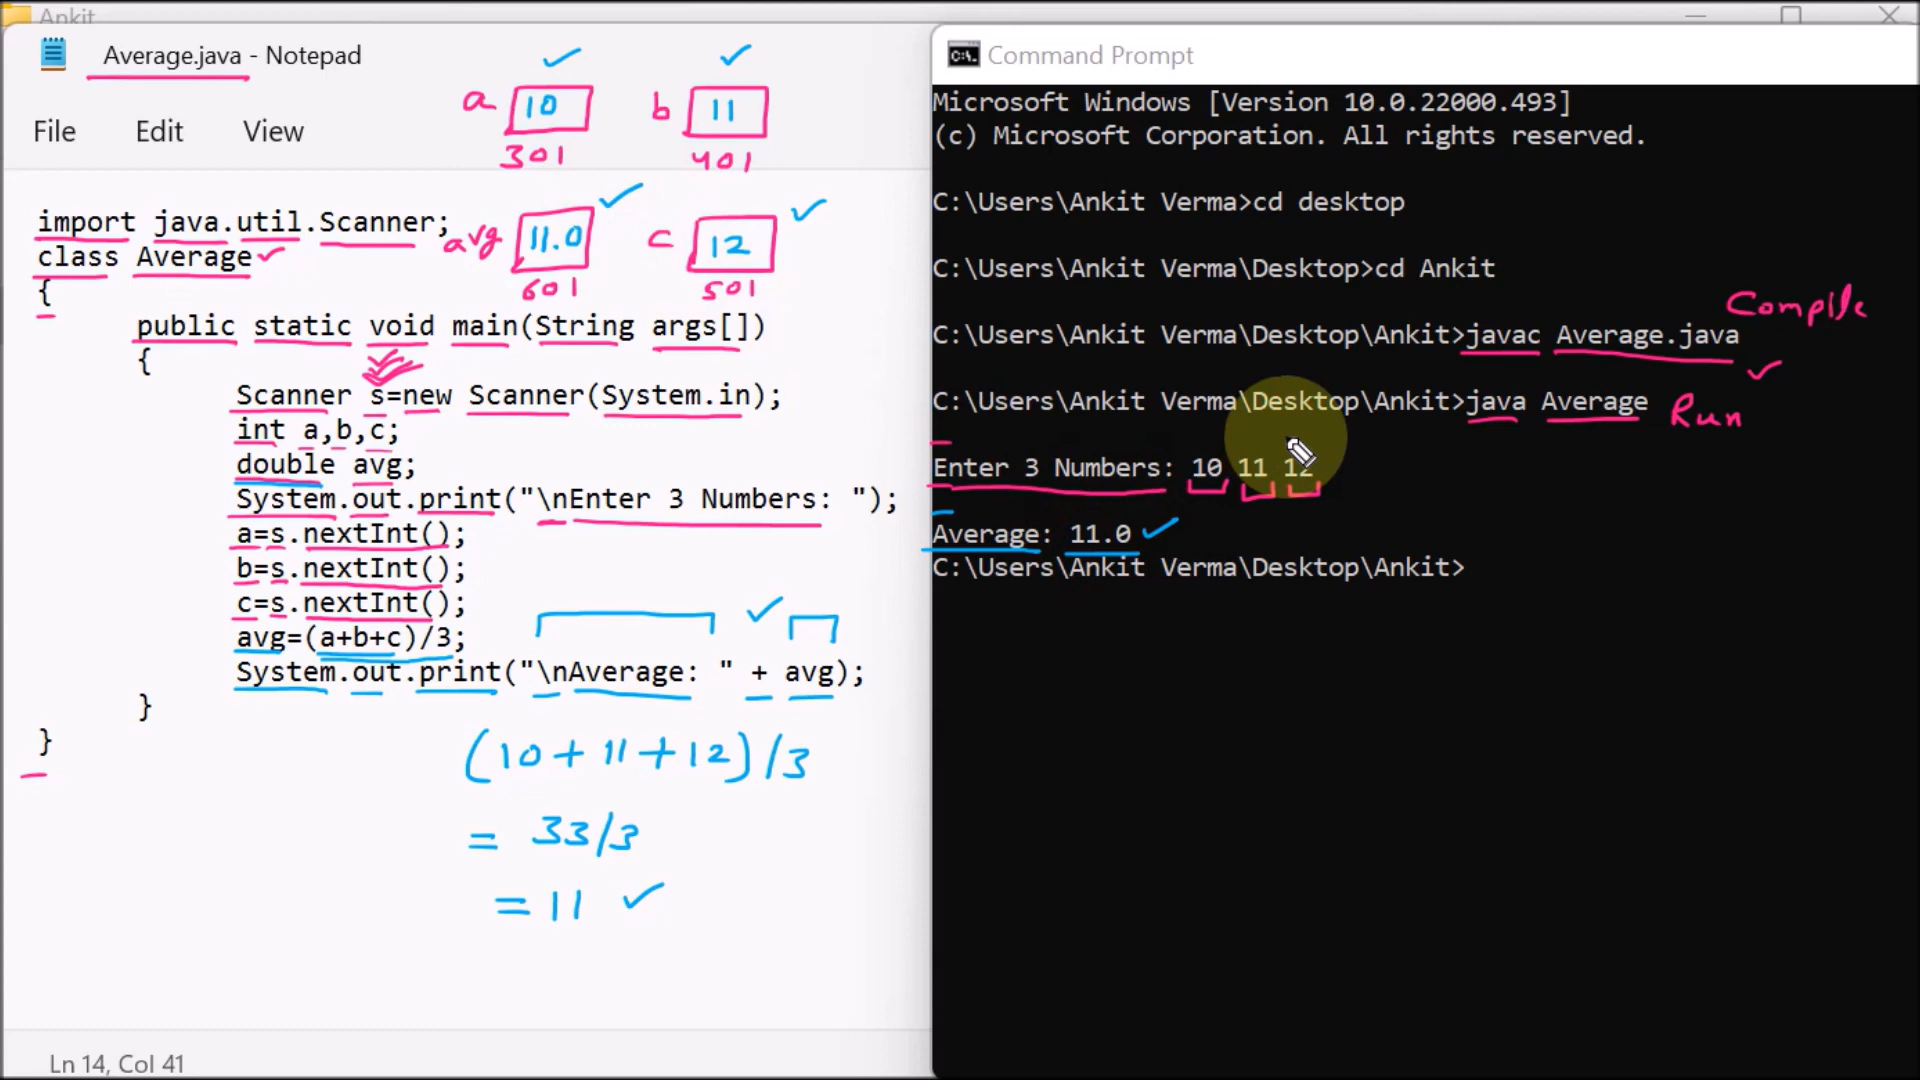 Ankit
Average.java - Notepad
File Edit View
a 10 b 11
301 401
avg 11.0 c 12
601 501
import java.util.Scanner;
class Average
{
public static void main(String args[])
{
Scanner s=new Scanner(System.in);
int a,b,c;
double avg;
System.out.print("\nEnter 3 Numbers: ");
a=s.nextInt();
b=s.nextInt();
c=s.nextInt();
avg=(a+b+c)/3;
System.out.print("\nAverage: " + avg);
}
}
(10+11+12)/3
= 33/3
= 11
Ln 14, Col 41
Command Prompt
Microsoft Windows [Version 10.0.22000.493]
(c) Microsoft Corporation. All rights reserved.
C:\Users\Ankit Verma>cd desktop
C:\Users\Ankit Verma\Desktop>cd Ankit
Compile
C:\Users\Ankit Verma\Desktop\Ankit>javac Average.java
C:\Users\Ankit Verma\Desktop\Ankit>java Average Run
Enter 3 Numbers: 10 11 12
Average: 11.0
C:\Users\Ankit Verma\Desktop\Ankit>